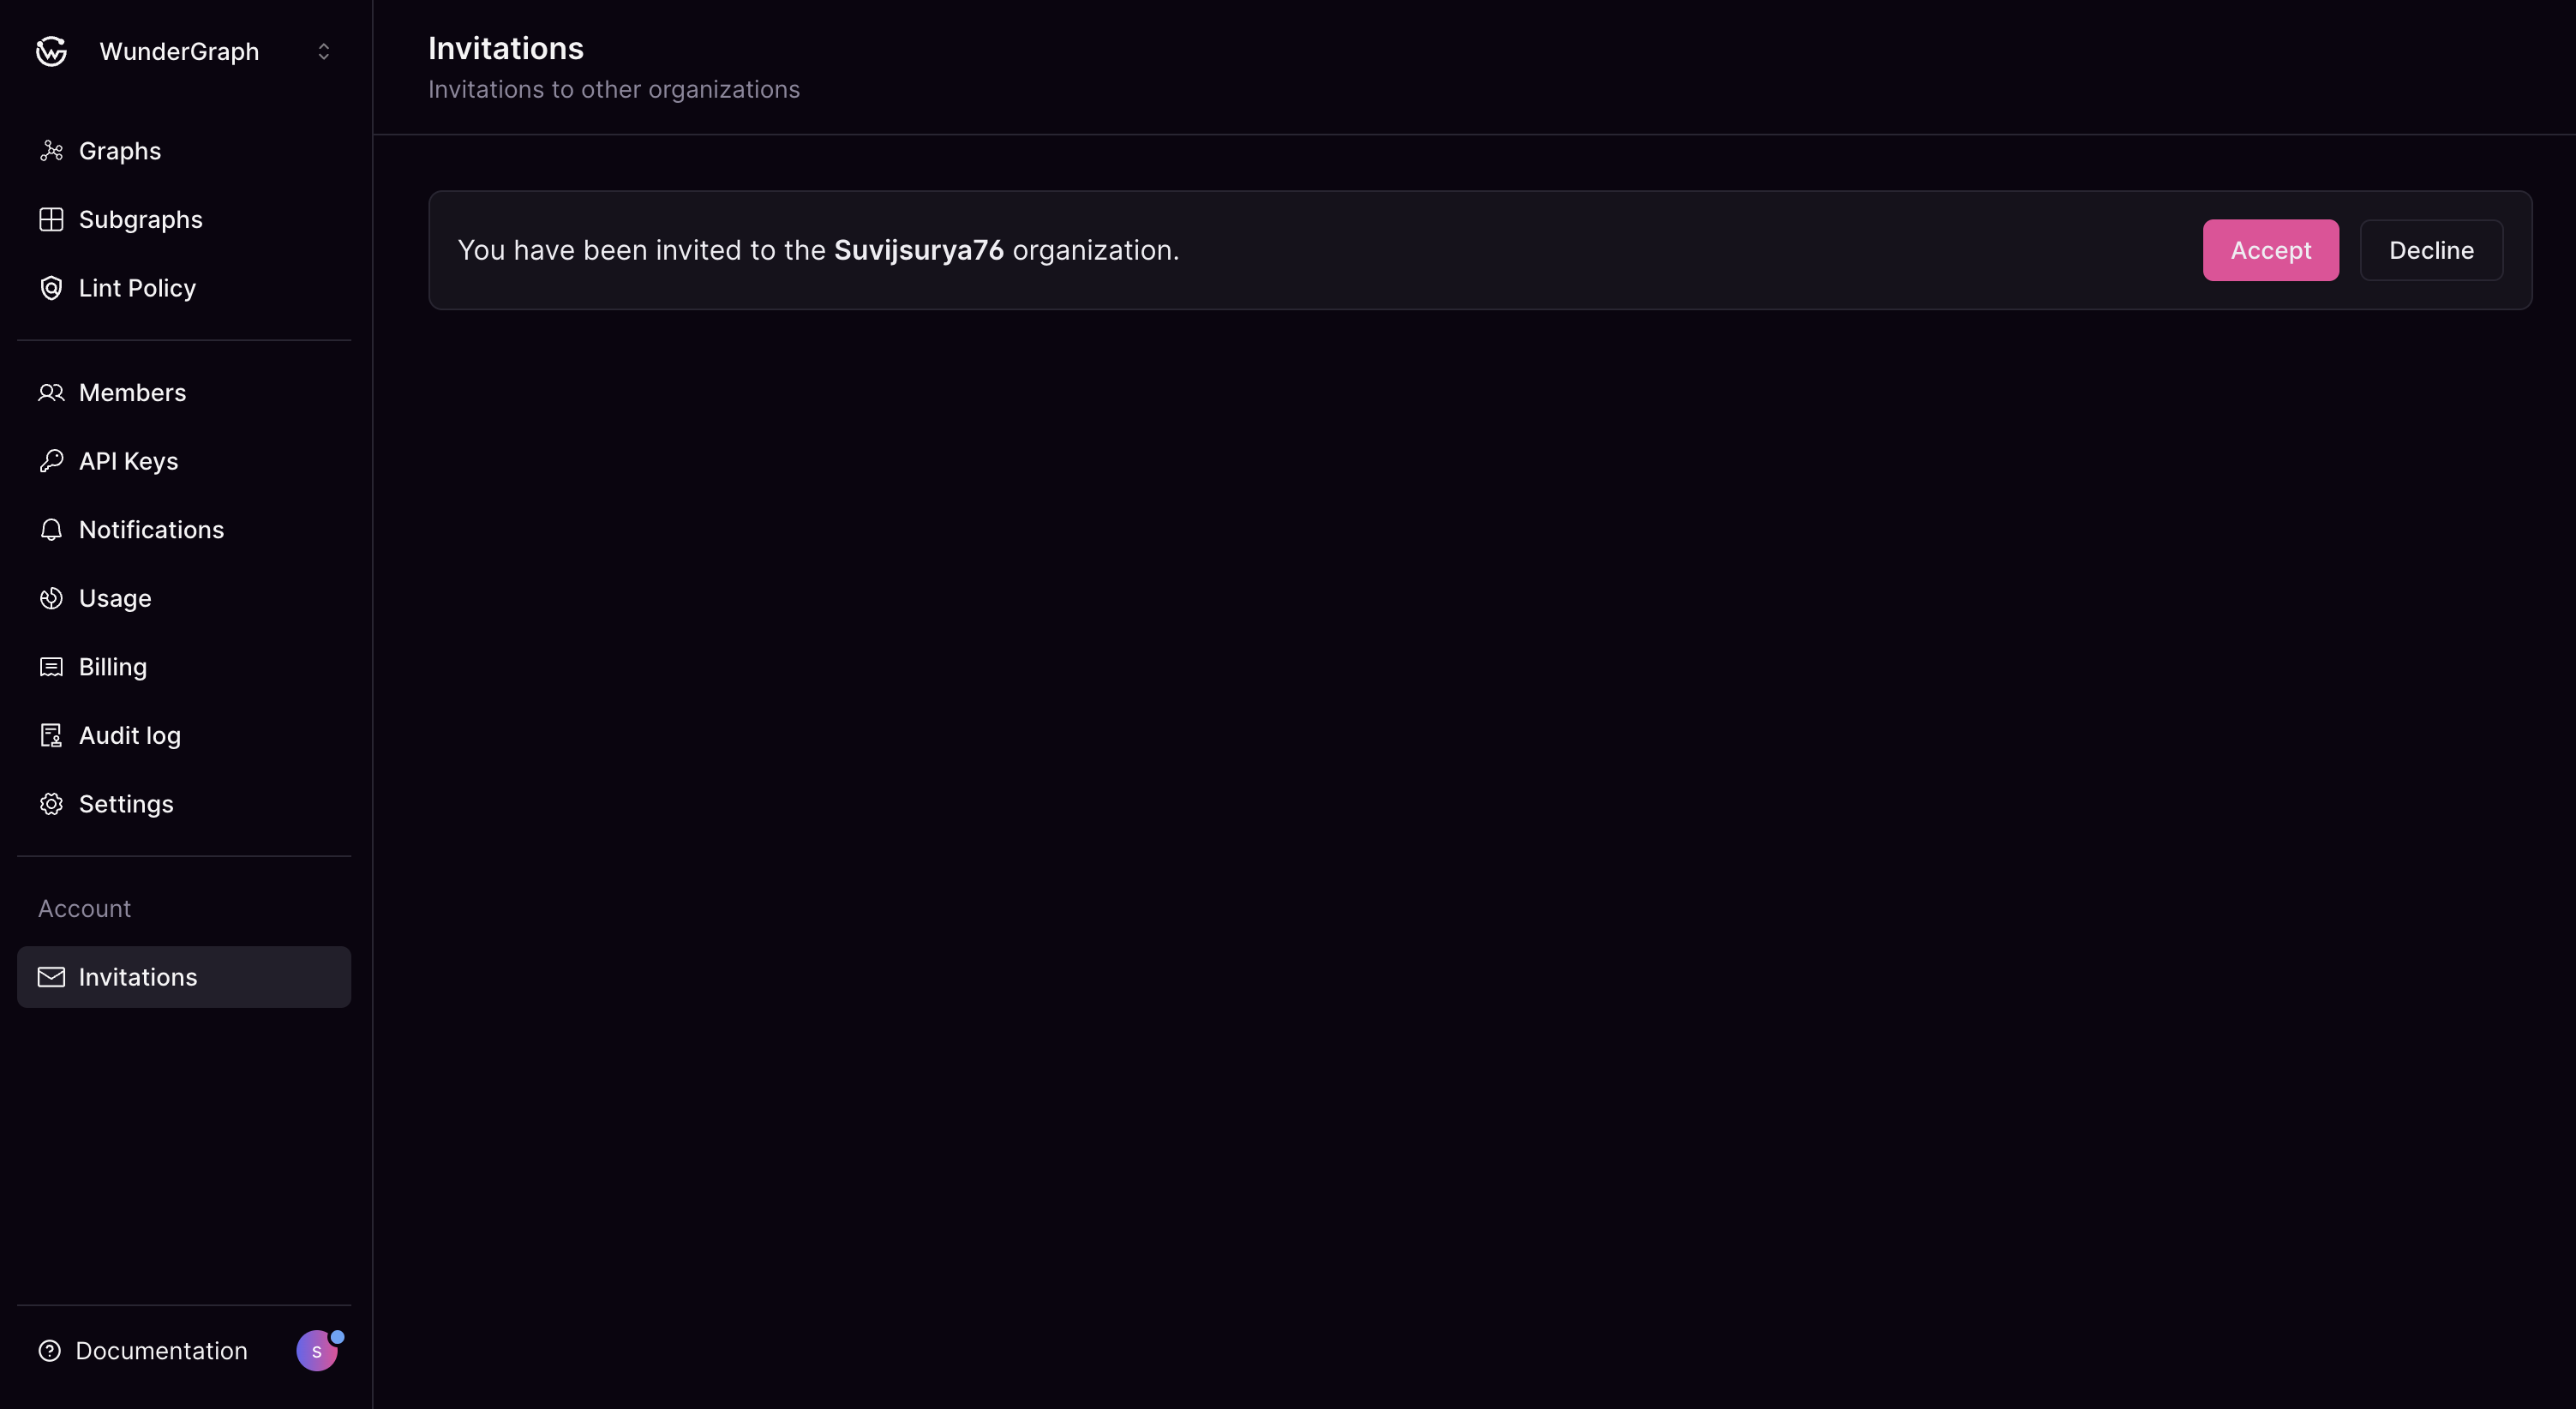 WunderGraph
Graphs
Subgraphs
Lint Policy
Members
API Keys
Notifications
Usage
Billing
Audit log
Settings
Account
Invitations
Documentation
s
Invitations
Invitations to other organizations
You have been invited to the Suvijsurya76 organization.
Accept
Decline